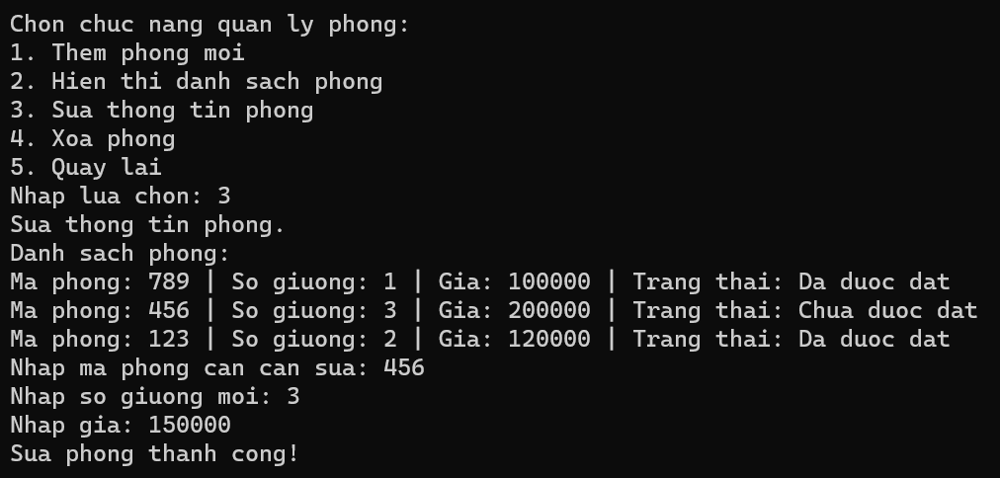 Chon chuc nang quan ly phong:
1. Them phong moi
2. Hien thi danh sach phong
3. Sua thong tin phong
4. Xoa phong
5. Quay lai
Nhap lua chon: 3
Sua thong tin phong.
Danh sach phong:
Ma phong: 789 | So giuong: 1 | Gia: 100000 | Trang thai: Da duoc dat
Ma phong: 456 | So giuong: 3 | Gia: 200000 | Trang thai: Chua duoc dat
Ma phong: 123 | So giuong: 2 | Gia: 120000 | Trang thai: Da duoc dat
Nhap ma phong can can sua: 456
Nhap so giuong moi: 3
Nhap gia: 150000
Sua phong thanh cong!